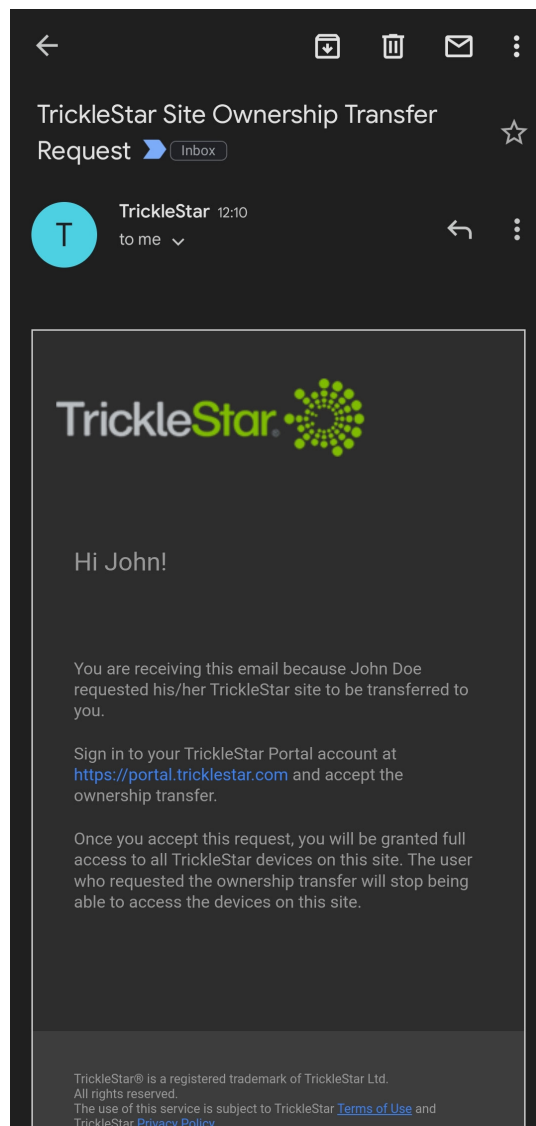 TrickleStar Site Ownership Transfer
Request Inbox
TrickleStar 12:10
to me
T
TrickleStar®
Hi John!
You are receiving this email because John Doe
requested his/her TrickleStar site to be transferred to
you.
Sign in to your TrickleStar Portal account at
https://portal.tricklestar.com and accept the
ownership transfer.
Once you accept this request, you will be granted full
access to all TrickleStar devices on this site. The user
who requested the ownership transfer will stop being
able to access the devices on this site.
TrickleStar® is a registered trademark of TrickleStar Ltd.
All rights reserved.
The use of this service is subject to TrickleStar Terms of Use and
TrickleStar Privacy Policy